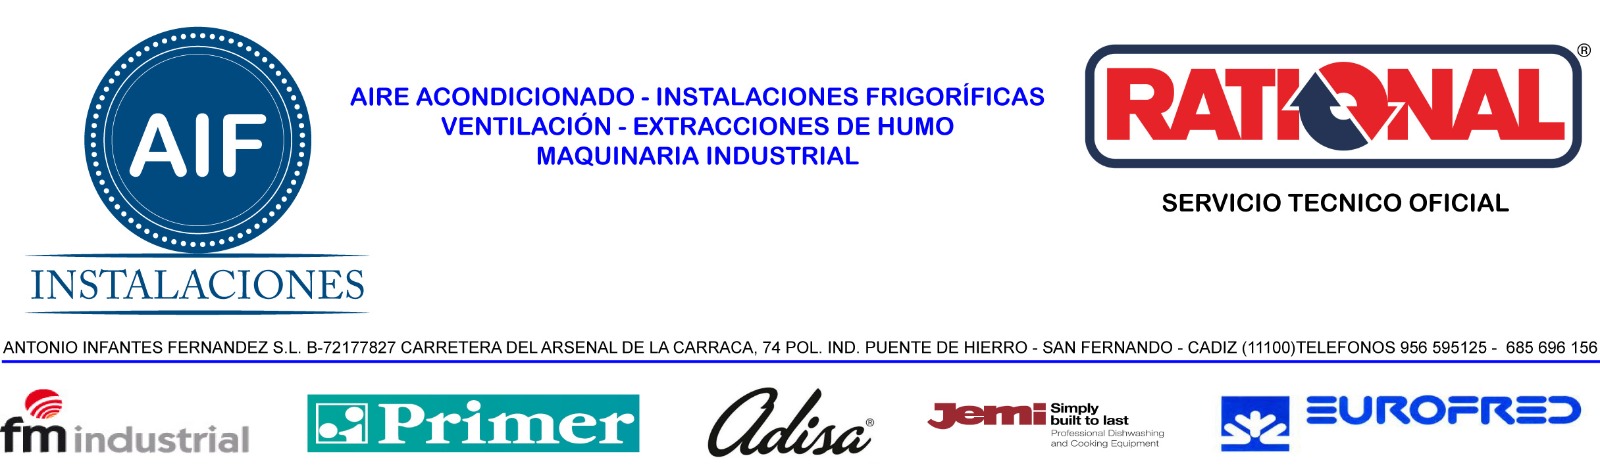 AIF
INSTALACIONES
AIRE ACONDICIONADO - INSTALACIONES FRIGORÍFICAS
VENTILACIÓN - EXTRACCIONES DE HUMO
MAQUINARIA INDUSTRIAL
RATIONAL®
SERVICIO TECNICO OFICIAL
ANTONIO INFANTES FERNANDEZ S.L. B-72177827 CARRETERA DEL ARSENAL DE LA CARRACA, 74 POL. IND. PUENTE DE HIERRO - SAN FERNANDO - CADIZ (11100)TELEFONOS 956 595125 - 685 696 156
fm industrial
Primer
adisa®
Jemi
Simply
built to last
Professional Dishwashing
and Cooking Equipment
EUROFRED